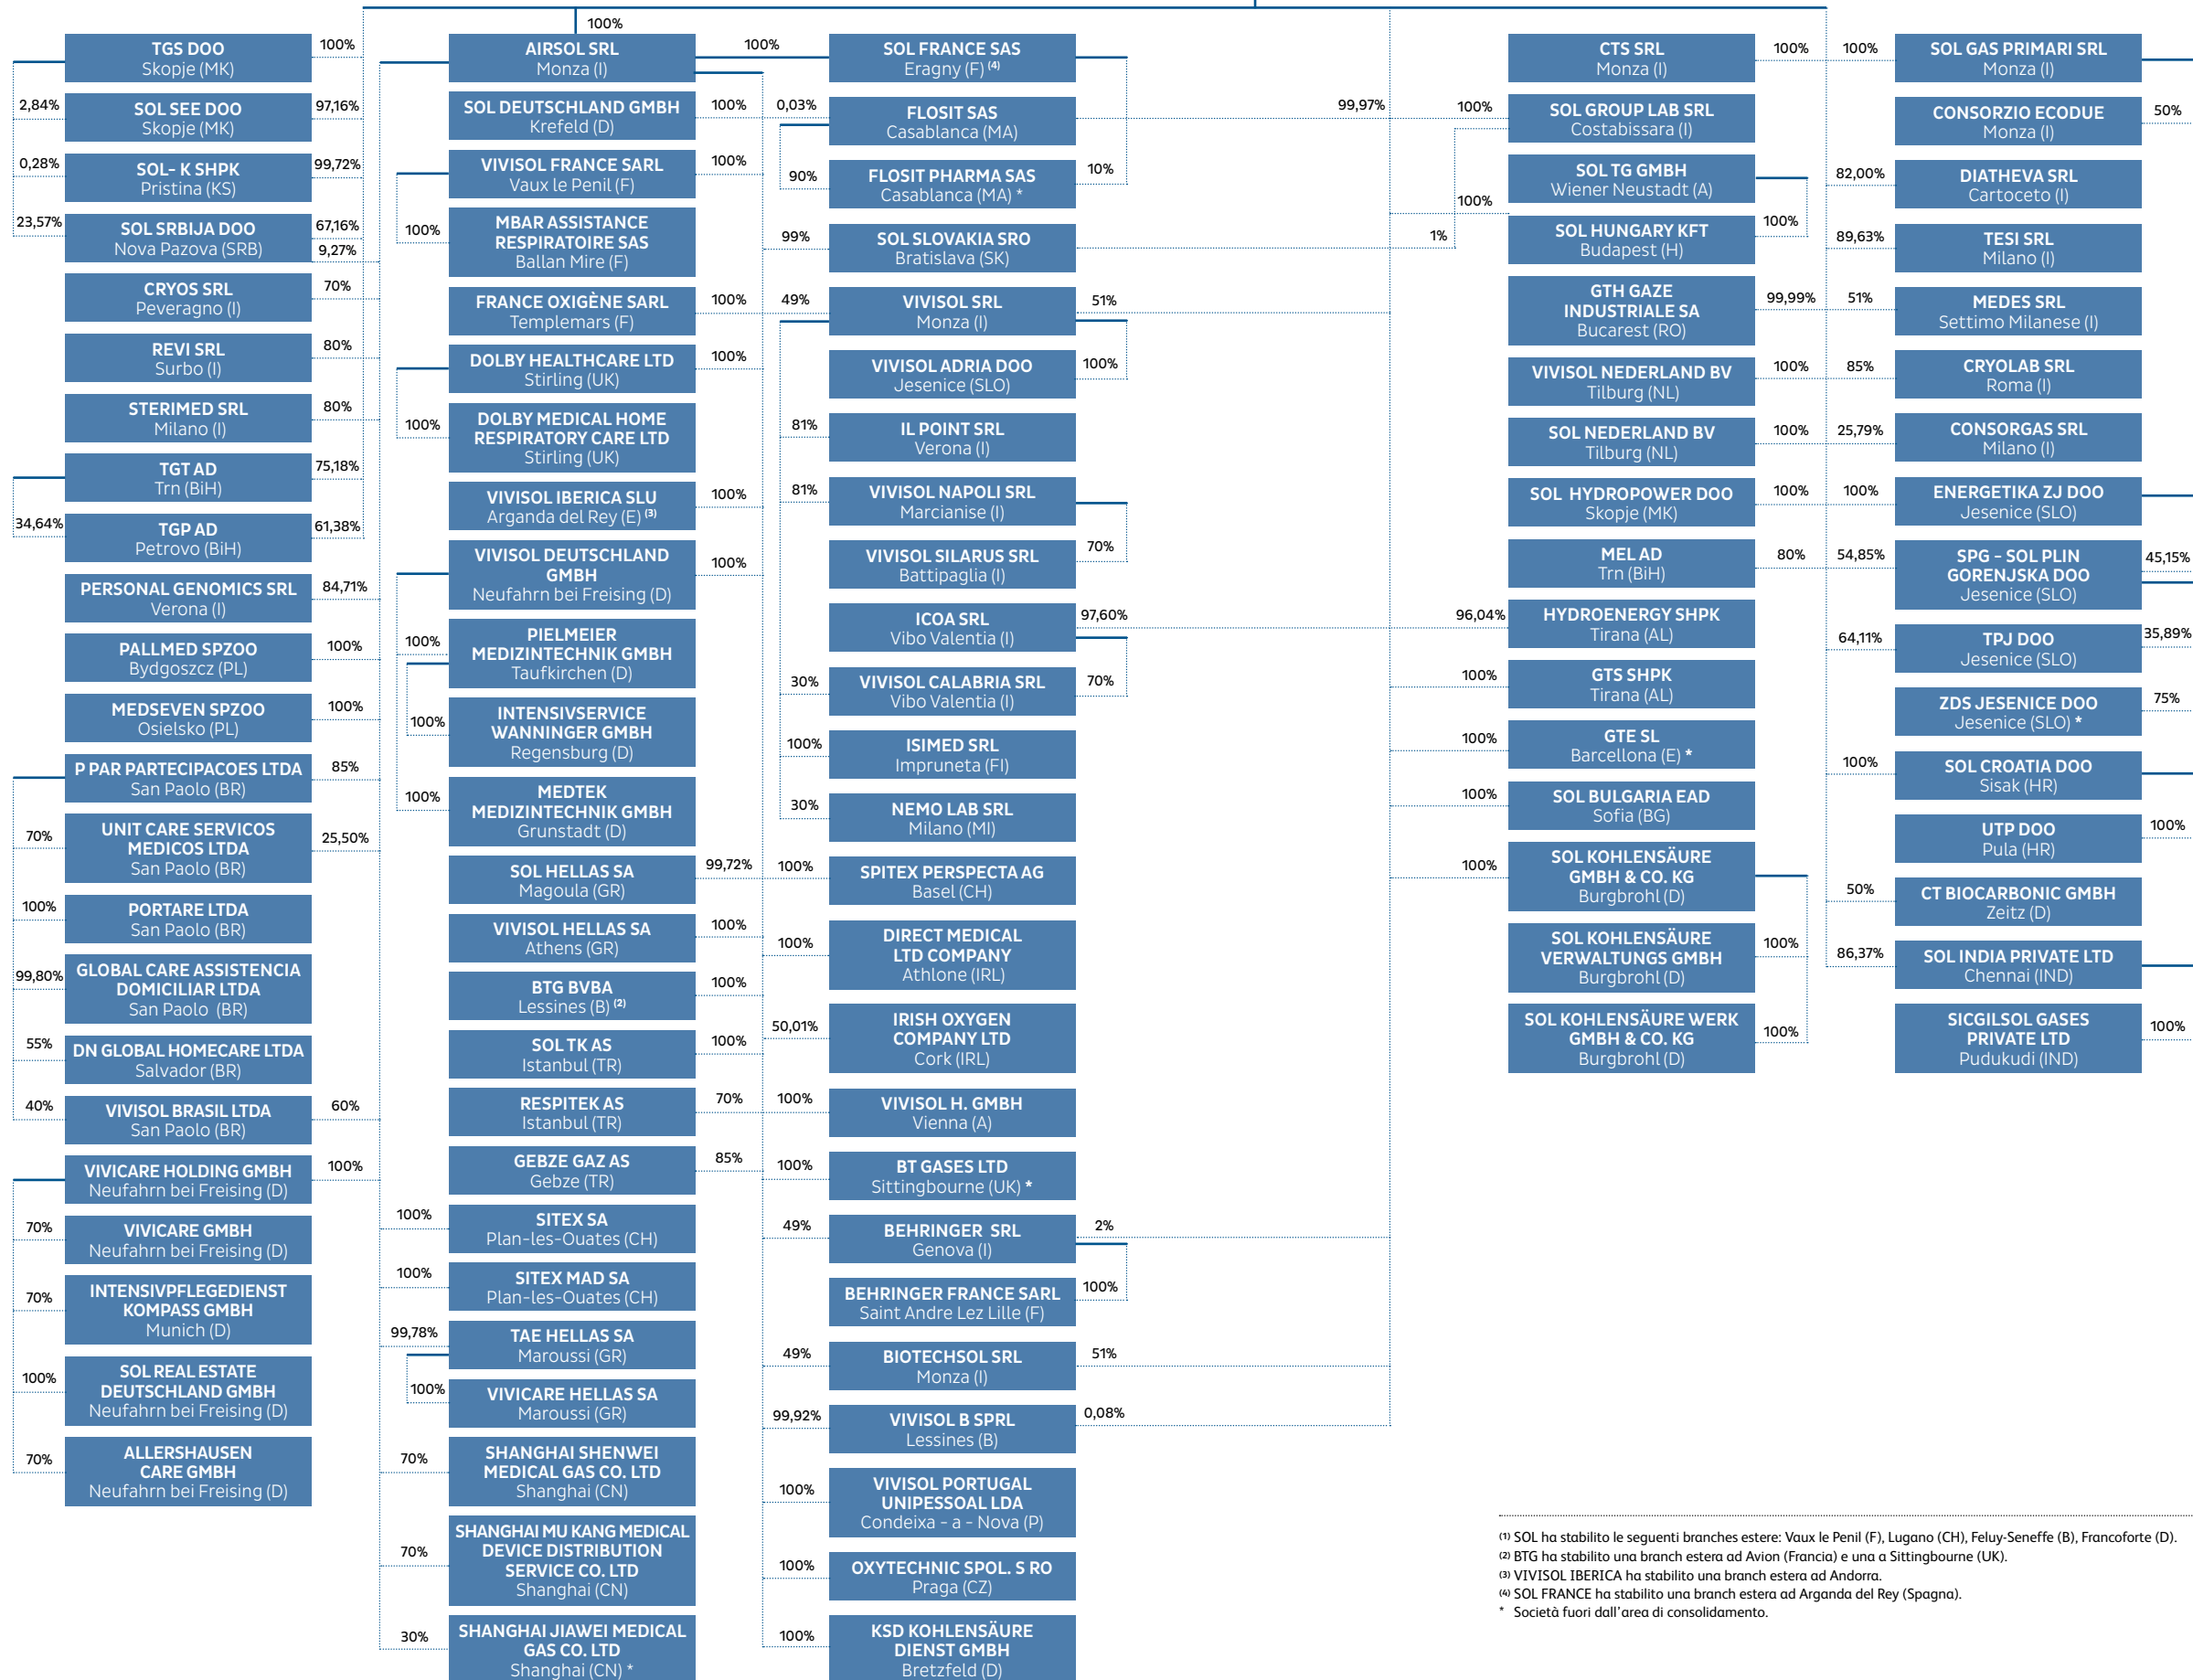 100%
TGS DOO
Skopje (MK)
100%
2,84%
SOL SEE DOO
Skopje (MK)
97,16%
0,28%
SOL- K SHPK
Pristina (KS)
99,72%
23,57%
SOL SRBIJA DOO
Nova Pazova (SRB)
67,16%
9,27%
CRYOS SRL
Peveragno (I)
70%
REVI SRL
Surbo (I)
80%
STERIMED SRL
Milano (I)
80%
TGT AD
Trn (BiH)
75,18%
34,64%
TGP AD
Petrovo (BiH)
61,38%
PERSONAL GENOMICS SRL
Verona (I)
84,71%
PALLMED SPZOO
Bydgoszcz (PL)
100%
MEDSEVEN SPZOO
Osielsko (PL)
100%
P PAR PARTECIPACOES LTDA
San Paolo (BR)
85%
70%
UNIT CARE SERVICOS
MEDICOS LTDA
San Paolo (BR)
25,50%
100%
PORTARE LTDA
San Paolo (BR)
99,80%
GLOBAL CARE ASSISTENCIA
DOMICILIAR LTDA
San Paolo (BR)
55%
DN GLOBAL HOMECARE LTDA
Salvador (BR)
40%
VIVISOL BRASIL LTDA
San Paolo (BR)
60%
VIVICARE HOLDING GMBH
Neufahrn bei Freising (D)
100%
70%
VIVICARE GMBH
Neufahrn bei Freising (D)
70%
INTENSIVPFLEGEDIENST
KOMPASS GMBH
Munich (D)
100%
SOL REAL ESTATE
DEUTSCHLAND GMBH
Neufahrn bei Freising (D)
70%
ALLERSHAUSEN
CARE GMBH
Neufahrn bei Freising (D)
AIRSOL SRL
Monza (I)
100%
SOL DEUTSCHLAND GMBH
Krefeld (D)
100%
VIVISOL FRANCE SARL
Vaux le Penil (F)
100%
100%
MBAR ASSISTANCE
RESPIRATOIRE SAS
Ballan Mire (F)
FRANCE OXIGÈNE SARL
Templemars (F)
100%
DOLBY HEALTHCARE LTD
Stirling (UK)
100%
100%
DOLBY MEDICAL HOME
RESPIRATORY CARE LTD
Stirling (UK)
VIVISOL IBERICA SLU
Arganda del Rey (E) (3)
100%
VIVISOL DEUTSCHLAND
GMBH
Neufahrn bei Freising (D)
100%
100%
PIELMEIER
MEDIZINTECHNIK GMBH
Taufkirchen (D)
100%
INTENSIVSERVICE
WANNINGER GMBH
Regensburg (D)
100%
MEDTEK
MEDIZINTECHNIK GMBH
Grunstadt (D)
SOL HELLAS SA
Magoula (GR)
99,72%
VIVISOL HELLAS SA
Athens (GR)
100%
BTG BVBA
Lessines (B) (2)
100%
SOL TK AS
Istanbul (TR)
100%
RESPITEK AS
Istanbul (TR)
70%
GEBZE GAZ AS
Gebze (TR)
85%
100%
SITEX SA
Plan-les-Ouates (CH)
100%
SITEX MAD SA
Plan-les-Ouates (CH)
99,78%
TAE HELLAS SA
Maroussi (GR)
100%
VIVICARE HELLAS SA
Maroussi (GR)
70%
SHANGHAI SHENWEI
MEDICAL GAS CO. LTD
Shanghai (CN)
70%
SHANGHAI MU KANG MEDICAL
DEVICE DISTRIBUTION
SERVICE CO. LTD
Shanghai (CN)
30%
SHANGHAI JIAWEI MEDICAL
GAS CO. LTD
Shanghai (CN) *
SOL FRANCE SAS
Eragny (F) (4)
0,03%
FLOSIT SAS
Casablanca (MA)
99,97%
90%
FLOSIT PHARMA SAS
Casablanca (MA) *
10%
99%
SOL SLOVAKIA SRO
Bratislava (SK)
1%
49%
VIVISOL SRL
Monza (I)
51%
VIVISOL ADRIA DOO
Jesenice (SLO)
100%
81%
IL POINT SRL
Verona (I)
81%
VIVISOL NAPOLI SRL
Marcianise (I)
VIVISOL SILARUS SRL
Battipaglia (I)
70%
ICOA SRL
Vibo Valentia (I)
97,60%
30%
VIVISOL CALABRIA SRL
Vibo Valentia (I)
70%
100%
ISIMED SRL
Impruneta (FI)
30%
NEMO LAB SRL
Milano (MI)
100%
SPITEX PERSPECTA AG
Basel (CH)
100%
DIRECT MEDICAL
LTD COMPANY
Athlone (IRL)
50,01%
IRISH OXYGEN
COMPANY LTD
Cork (IRL)
100%
VIVISOL H. GMBH
Vienna (A)
100%
BT GASES LTD
Sittingbourne (UK) *
49%
BEHRINGER SRL
Genova (I)
2%
BEHRINGER FRANCE SARL
Saint Andre Lez Lille (F)
100%
49%
BIOTECHSOL SRL
Monza (I)
51%
99,92%
VIVISOL B SPRL
Lessines (B)
0,08%
100%
VIVISOL PORTUGAL
UNIPESSOAL LDA
Condeixa - a - Nova (P)
100%
OXYTECHNIC SPOL. S RO
Praga (CZ)
100%
KSD KOHLENSÄURE
DIENST GMBH
Bretzfeld (D)
CTS SRL
Monza (I)
100%
100%
SOL GROUP LAB SRL
Costabissara (I)
SOL TG GMBH
Wiener Neustadt (A)
100%
SOL HUNGARY KFT
Budapest (H)
100%
GTH GAZE
INDUSTRIALE SA
Bucarest (RO)
99,99%
VIVISOL NEDERLAND BV
Tilburg (NL)
100%
SOL NEDERLAND BV
Tilburg (NL)
100%
SOL HYDROPOWER DOO
Skopje (MK)
100%
MEL AD
Trn (BiH)
80%
96,04%
HYDROENERGY SHPK
Tirana (AL)
100%
GTS SHPK
Tirana (AL)
100%
GTE SL
Barcellona (E) *
100%
SOL BULGARIA EAD
Sofia (BG)
100%
SOL KOHLENSÄURE
GMBH & CO. KG
Burgbrohl (D)
SOL KOHLENSÄURE
VERWALTUNGS GMBH
Burgbrohl (D)
100%
SOL KOHLENSÄURE WERK
GMBH & CO. KG
Burgbrohl (D)
100%
100%
SOL GAS PRIMARI SRL
Monza (I)
CONSORZIO ECODUE
Monza (I)
50%
82,00%
DIATHEVA SRL
Cartoceto (I)
89,63%
TESI SRL
Milano (I)
51%
MEDES SRL
Settimo Milanese (I)
85%
CRYOLAB SRL
Roma (I)
25,79%
CONSORGAS SRL
Milano (I)
100%
ENERGETIKA ZJ DOO
Jesenice (SLO)
54,85%
SPG - SOL PLIN
GORENJSKA DOO
Jesenice (SLO)
45,15%
64,11%
TPJ DOO
Jesenice (SLO)
35,89%
ZDS JESENICE DOO
Jesenice (SLO) *
75%
100%
SOL CROATIA DOO
Sisak (HR)
UTP DOO
Pula (HR)
100%
50%
CT BIOCARBONIC GMBH
Zeitz (D)
86,37%
SOL INDIA PRIVATE LTD
Chennai (IND)
SICGILSOL GASES
PRIVATE LTD
Pudukudi (IND)
100%
(1) SOL ha stabilito le seguenti branches estere: Vaux le Penil (F), Lugano (CH), Feluy-Seneffe (B), Francoforte (D).
(2) BTG ha stabilito una branch estera ad Avion (Francia) e una a Sittingbourne (UK).
(3) VIVISOL IBERICA ha stabilito una branch estera ad Andorra.
(4) SOL FRANCE ha stabilito una branch estera ad Arganda del Rey (Spagna).
* Società fuori dall'area di consolidamento.